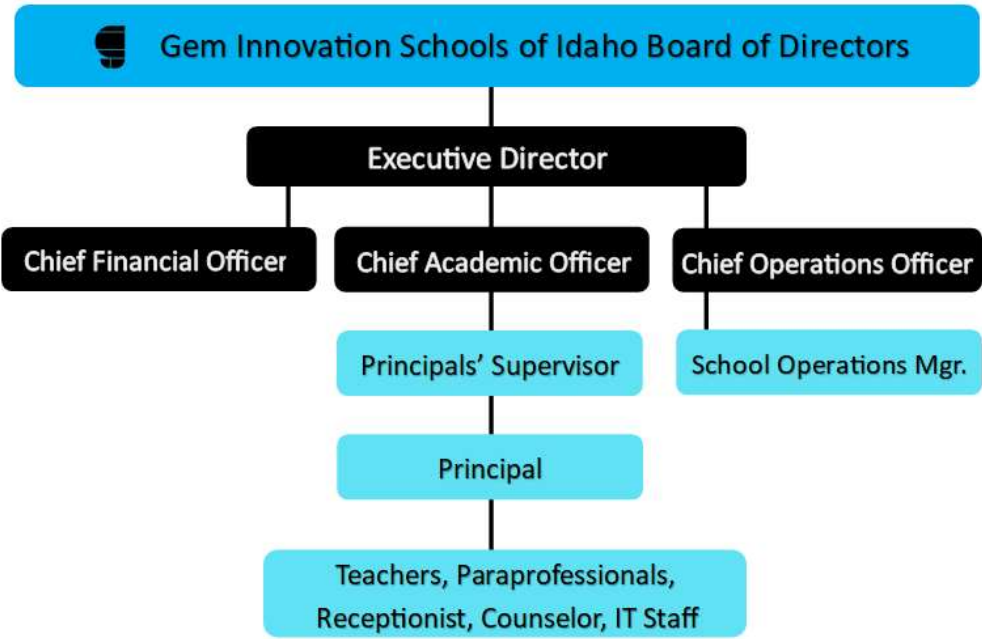 Gem Innovation Schools of Idaho Board of Directors
Executive Director
Chief Financial Officer
Chief Academic Officer
Chief Operations Officer
Principals’ Supervisor
School Operations Mgr.
Principal
Teachers, Paraprofessionals,
Receptionist, Counselor, IT Staff